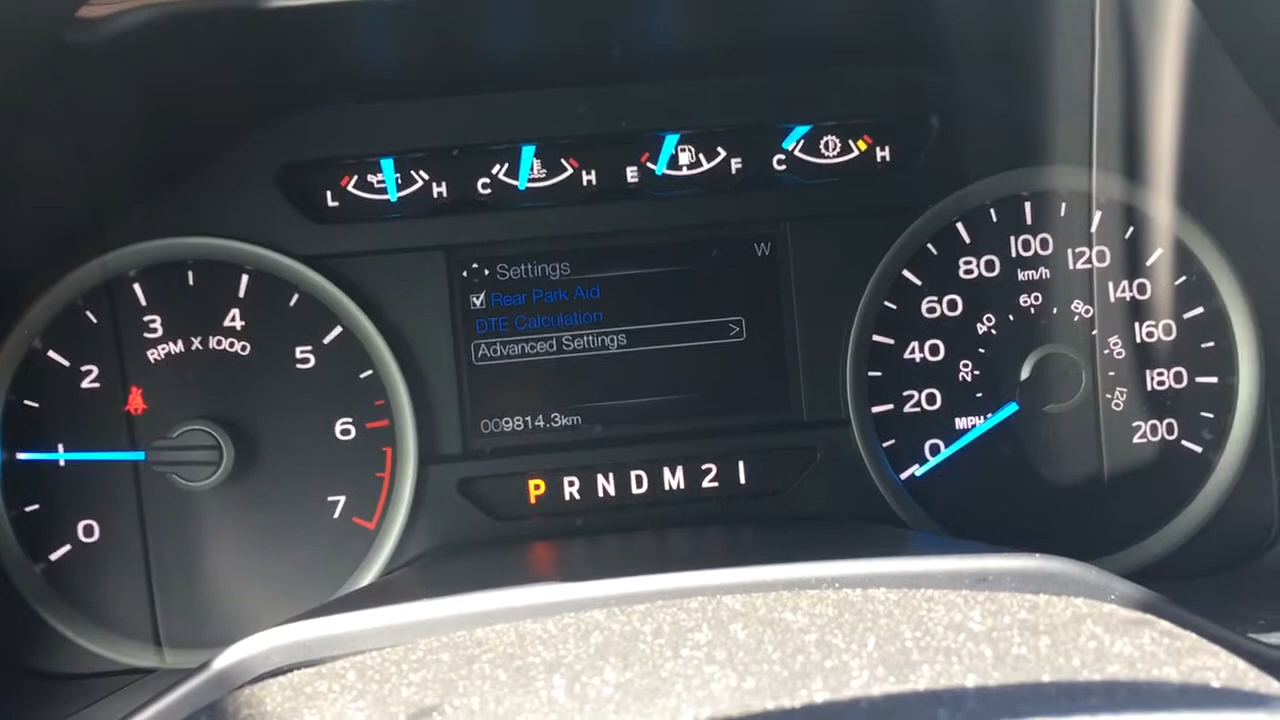 L H C H E F C H
W
Settings
Rear Park Aid
DTE Calculation
Advanced Settings >
009814.3km
P R N D M 2 1
0 2 3 4 5 6 7
RPM X 1000
0 20 40 60 80 100 120 140 160 180 200
km/h
20 40 60 80 100 120
MPH